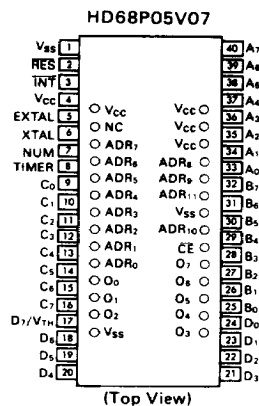 HD68P05V07
VSS 1
RES 2
INT 3
VCC 4
EXTAL 5
XTAL 6
NUM 7
TIMER 8
C0 9
C1 10
C2 11
C3 12
C4 13
C5 14
C6 15
C7 16
D7/VTH 17
D6 18
D5 19
D4 20
VCC VCC
NC VCC
ADR7 VCC
ADR6 ADR8
ADR5 ADR9
ADR4 ADR11
ADR3 VSS
ADR2 ADR10
ADR1 CE
ADR0 O7
O0 O6
O1 O5
O2 O4
VSS O3
40 A7
39 A6
38 A5
37 A4
36 A3
35 A2
34 A1
33 A0
32 B7
31 B6
30 B5
29 B4
28 B3
27 B2
26 B1
25 B0
24 D0
23 D1
22 D2
21 D3
(Top View)